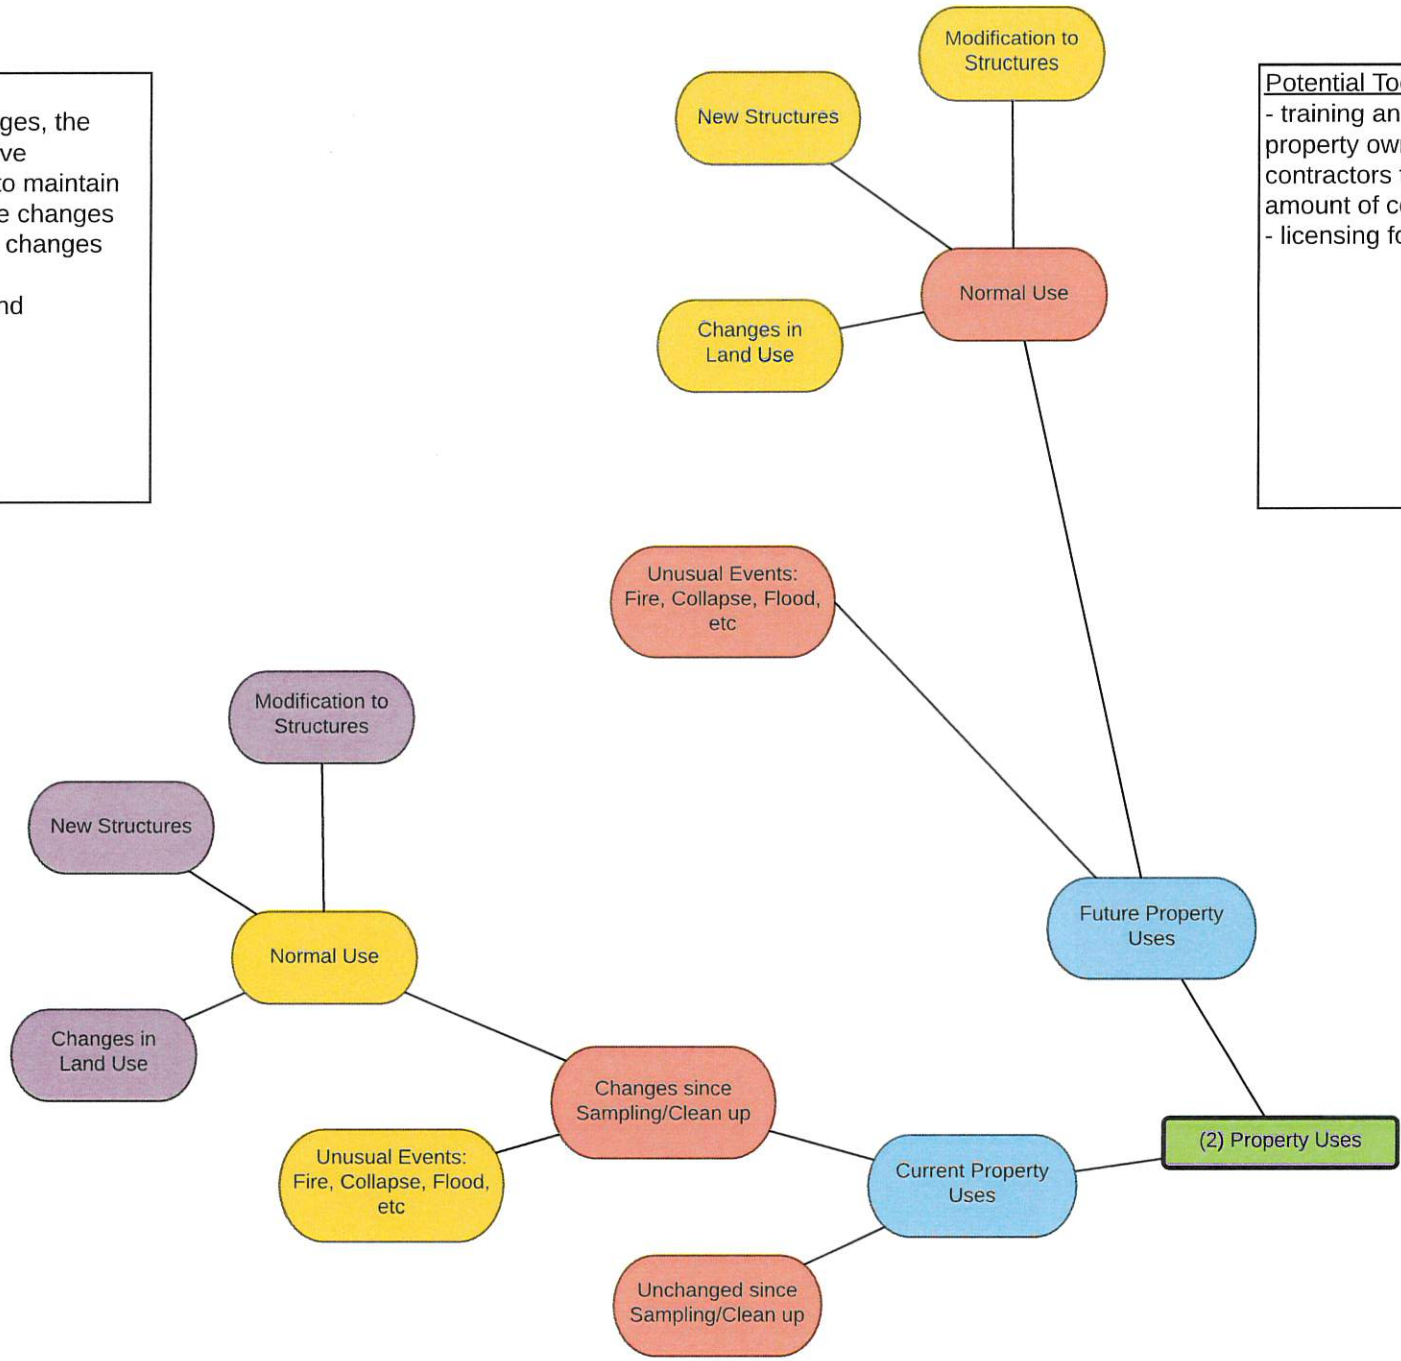 ges, the
ve
to maintain
e changes
changes
nd
Modification to
Structures
New Structures
Changes in
Land Use
Normal Use
Potential
- training
property
contractors
amount of
- licensing
Unusual Events:
Fire, Collapse, Flood,
etc
Modification to
Structures
New Structures
Normal Use
Changes in
Land Use
Future Property
Uses
Changes since
Sampling/Clean up
Unusual Events:
Fire, Collapse, Flood,
etc
Current Property
Uses
(2) Property Uses
Unchanged since
Sampling/Clean up